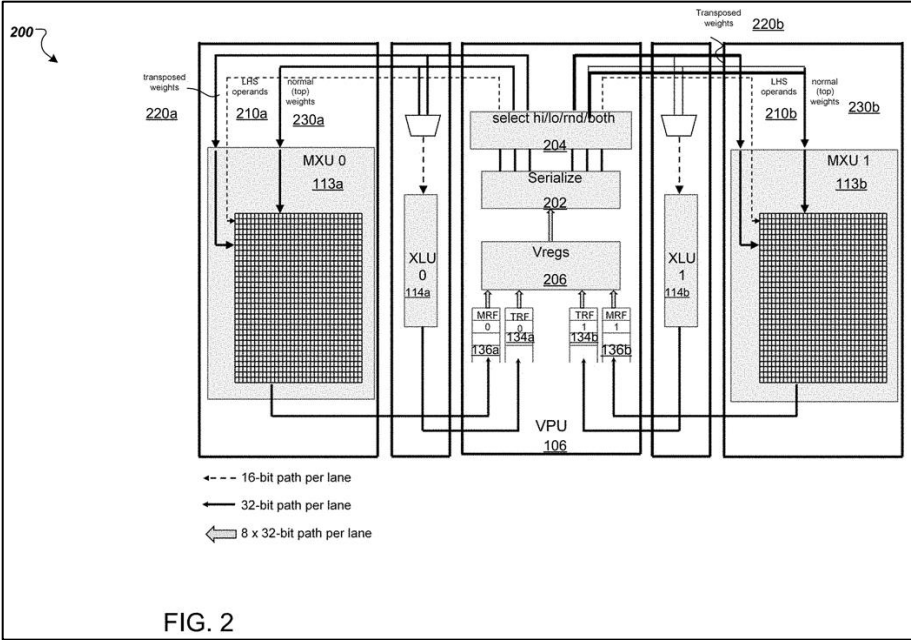 200
Transposed
weights
220b
transposed
weights
220a
LHS
operands
210a
normal
(top)
weights
230a
LHS
operands
210b
normal
(top)
weights
230b
select hi/lo/rnd/both
204
MXU 0
113a
Serialize
202
MXU 1
113b
XLU
0
114a
Vregs
206
XLU
1
114b
MRF
0
136a
TRF
0
134a
TRF
1
134b
MRF
1
136b
VPU
106
16-bit path per lane
32-bit path per lane
8 x 32-bit path per lane
FIG. 2